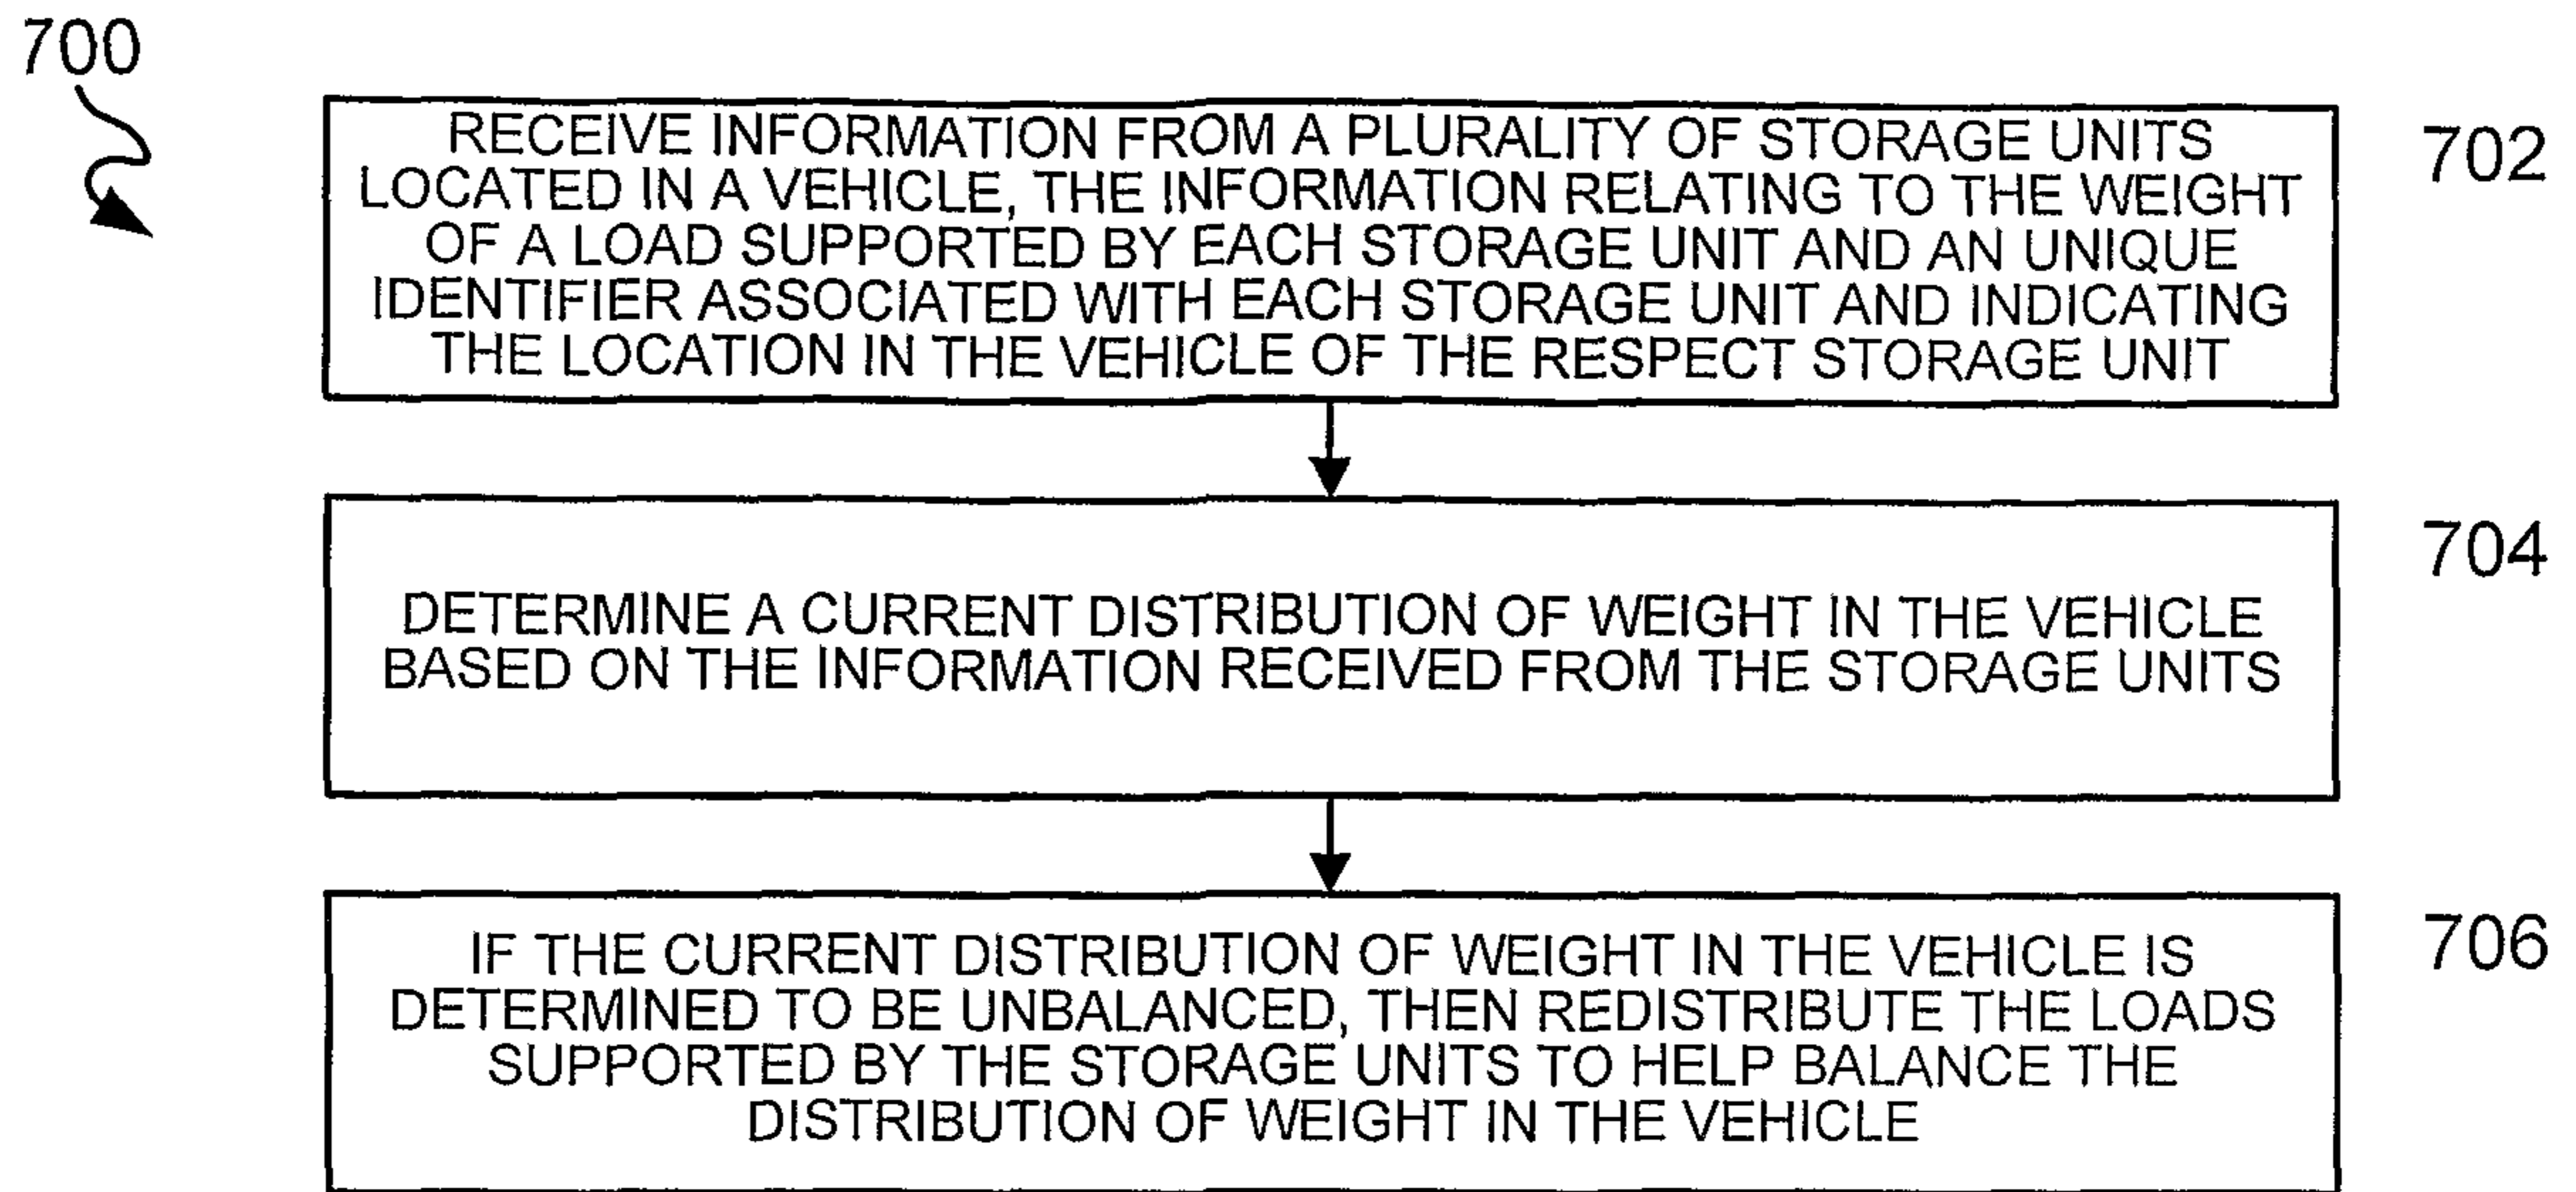 700
RECEIVE INFORMATION FROM A PLURALITY OF STORAGE UNITS
LOCATED IN A VEHICLE, THE INFORMATION RELATING TO THE WEIGHT
OF A LOAD SUPPORTED BY EACH STORAGE UNIT AND AN UNIQUE
IDENTIFIER ASSOCIATED WITH EACH STORAGE UNIT AND INDICATING
THE LOCATION IN THE VEHICLE OF THE RESPECT STORAGE UNIT
702
DETERMINE A CURRENT DISTRIBUTION OF WEIGHT IN THE VEHICLE
BASED ON THE INFORMATION RECEIVED FROM THE STORAGE UNITS
704
IF THE CURRENT DISTRIBUTION OF WEIGHT IN THE VEHICLE IS
DETERMINED TO BE UNBALANCED, THEN REDISTRIBUTE THE LOADS
SUPPORTED BY THE STORAGE UNITS TO HELP BALANCE THE
DISTRIBUTION OF WEIGHT IN THE VEHICLE
706